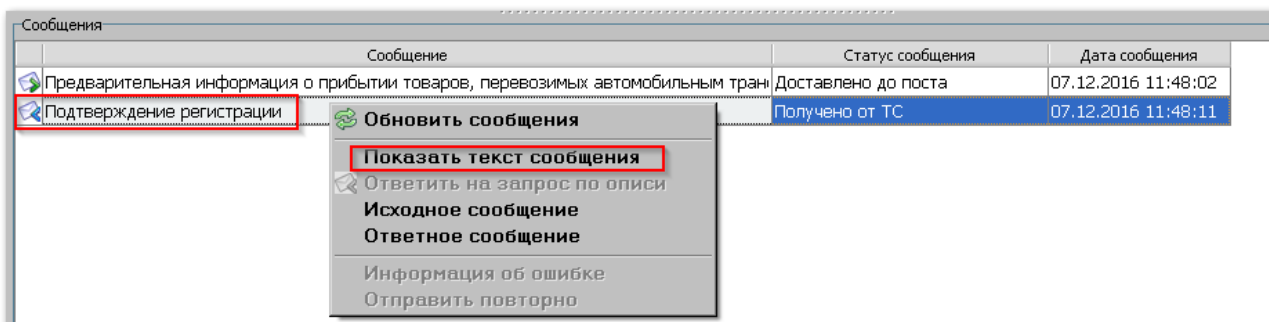 Сообщения
Сообщение Статус сообщения Дата сообщения
Предварительная информация о прибытии товаров, перевозимых автомобильным тран Доставлено до поста 07.12.2016 11:48:02
Подтверждение регистрации Получено от ТС 07.12.2016 11:48:11
Обновить сообщения
Показать текст сообщения
Ответить на запрос по описи
Исходное сообщение
Ответное сообщение
Информация об ошибке
Отправить повторно